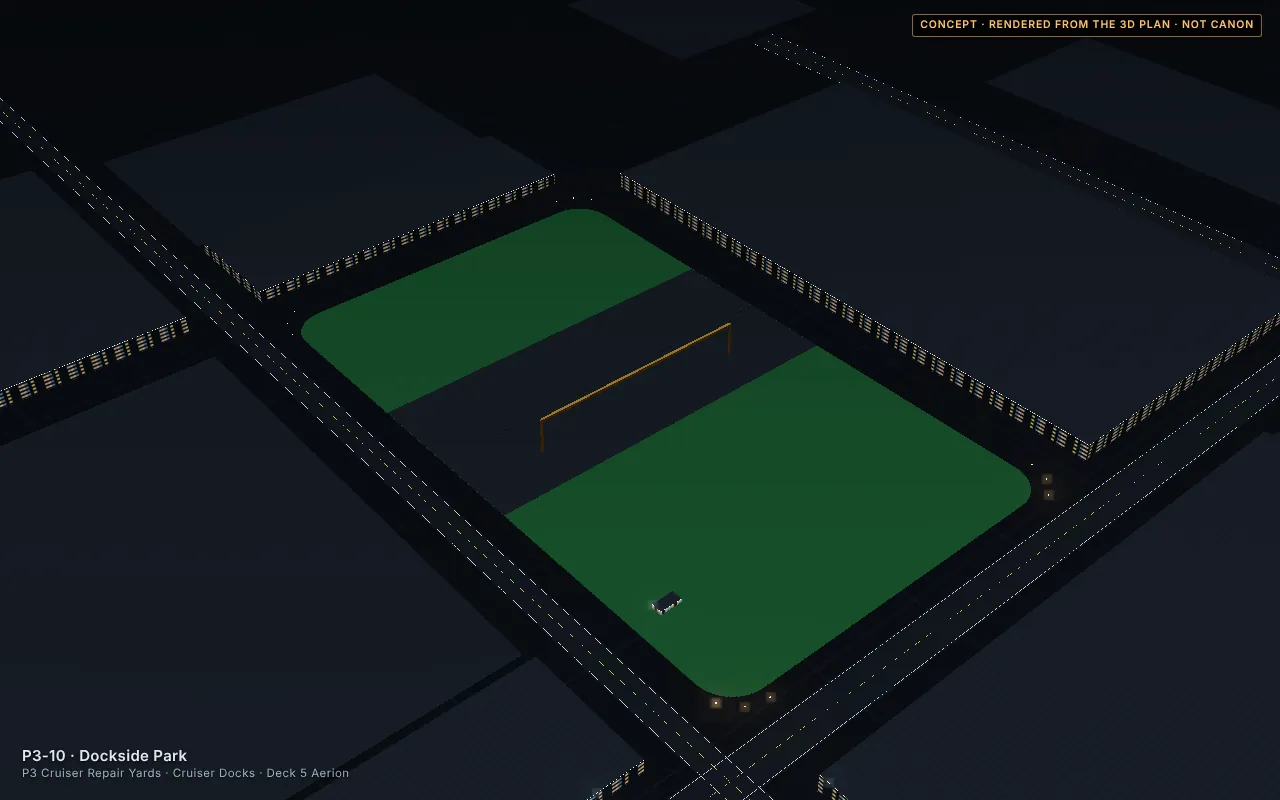 CONCEPT · RENDERED FROM THE 3D PLAN · NOT CANON
P3-10 · Dockside Park
P3 Cruiser Repair Yards · Cruiser Docks · Deck 5 Aerion